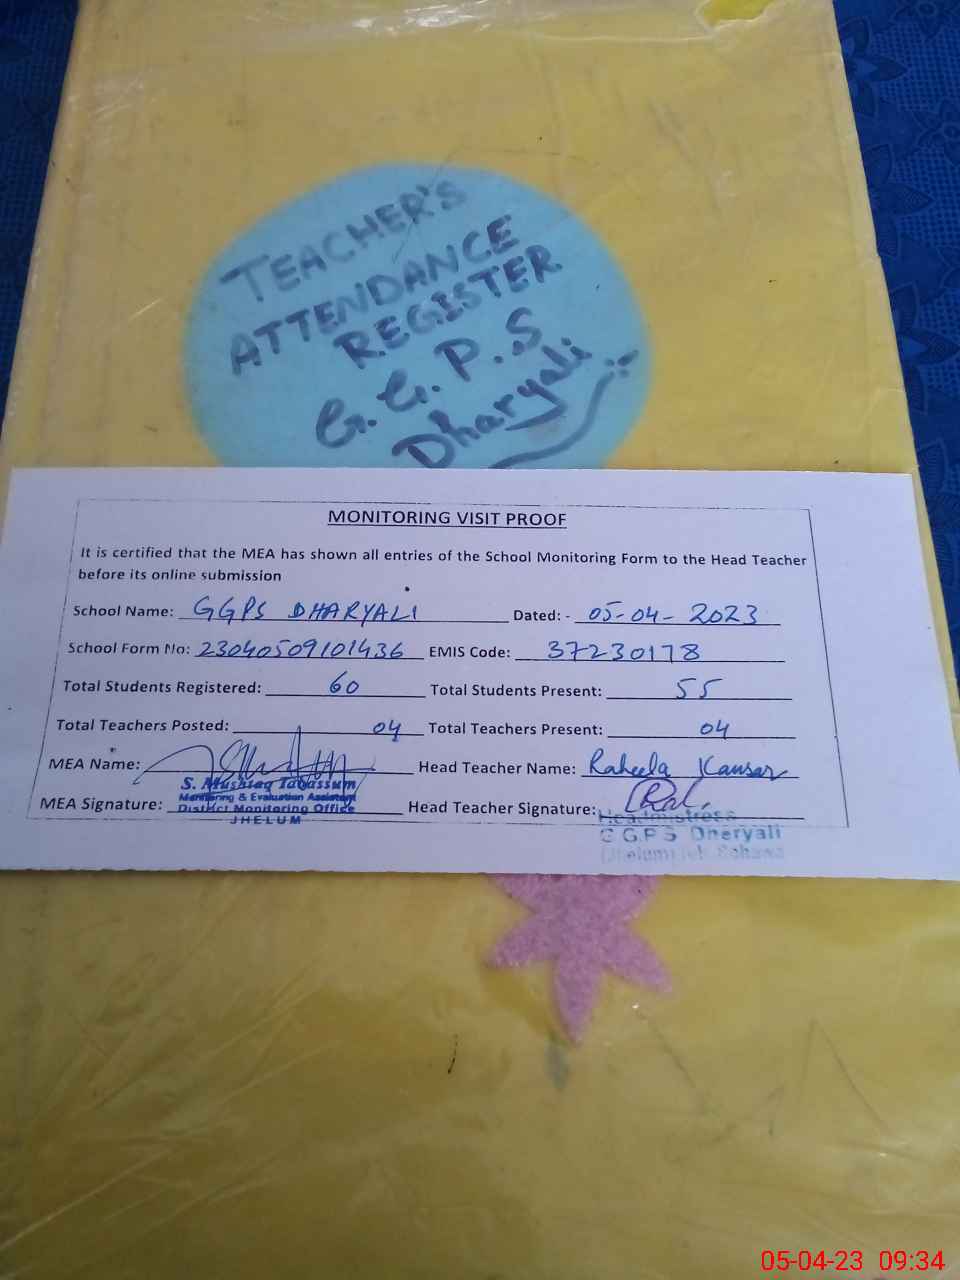 TEACHER'S
ATTENDANCE
REGISTER
G.G.P.S
Dharyali
MONITORING VISIT PROOF
It is certified that the MEA has shown all entries of the School Monitoring Form to the Head Teacher
before its online submission
School Name: GGPS DHARYALI Dated: - 05-04-2023
School Form No: 23040509101436 EMIS Code: 37230178
Total Students Registered: 60 Total Students Present: 55
Total Teachers Posted: 04 Total Teachers Present: 04
MEA Name: Head Teacher Name: Raheela Kausar
S. Mushtaq Tabassum
Monitoring & Evaluation Assistant
MEA Signature: District Monitoring Office Head Teacher Signature:
JHELUM
Headmistress
G G.P S Dheryali
05-04-23 09:34